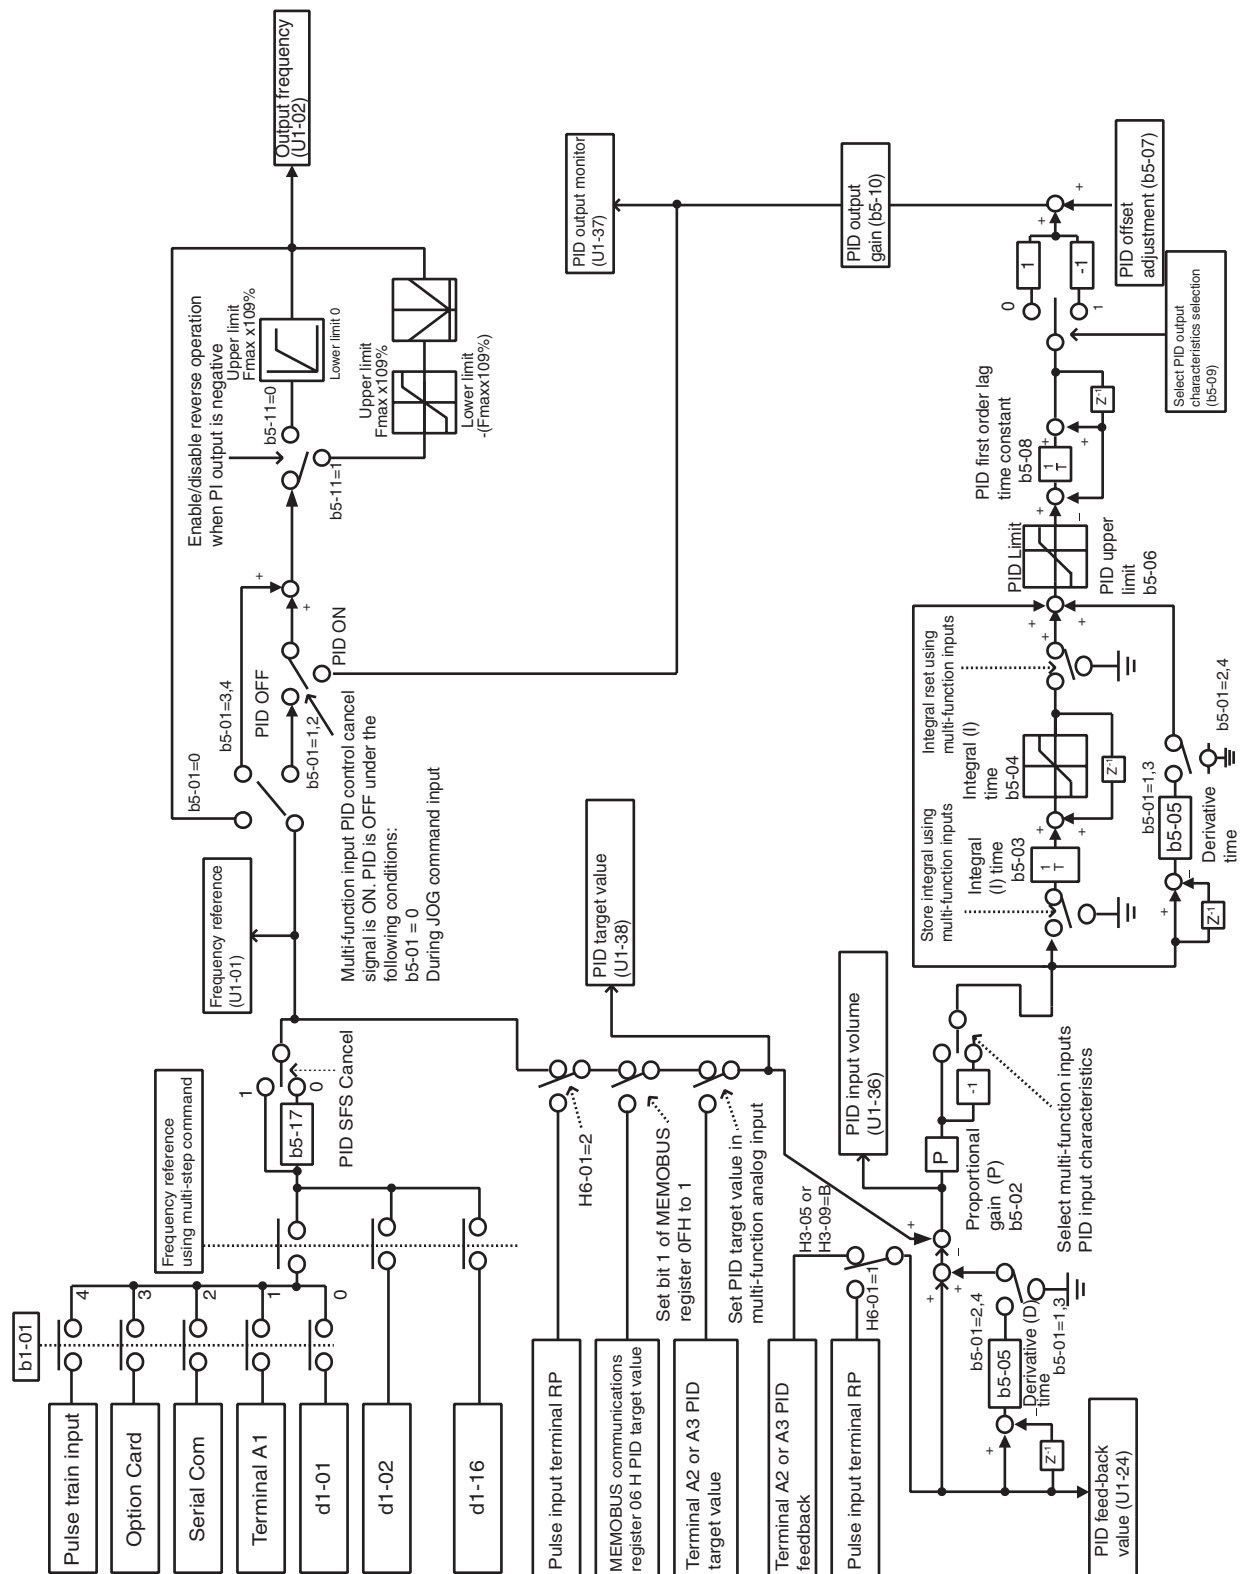 b1-01
Pulse train input
Option Card
Serial Com
Terminal A1
d1-01
d1-02
d1-16
4
3
2
1
0
Frequency reference
using multi-step command
b5-17
1
0
PID SFS Cancel
Frequency reference
(U1-01)
b5-01=0
b5-01=3,4
PID OFF
b5-01=1,2
PID ON
+
+
Multi-function input PID control cancel
signal is ON. PID is OFF under the
following conditions:
b5-01 = 0
During JOG command input
Enable/disable reverse operation
when PI output is negative
b5-11=0
b5-11=1
Upper limit
Fmax x109%
Lower limit 0
Upper limit
Fmax x109%
Lower limit
-(Fmaxx109%)
Output frequency
(U1-02)
Pulse input terminal RP
MEMOBUS communications
register 06 H PID target value
Terminal A2 or A3 PID
target value
H6-01=2
Set bit 1 of MEMOBUS
register 0FH to 1
Set PID target value in
multi-function analog input
PID target value
(U1-38)
PID output monitor
(U1-37)
Terminal A2 or A3 PID
feedback
Pulse input terminal RP
H3-05 or
H3-09=B
H6-01=1
PID input volume
(U1-36)
PID feed-back
value (U1-24)
Z-1
+
–
b5-05
Derivative (D)
time
b5-01=2,4
b5-01=1,3
+
+
–
+
P
Proportional
gain (P)
b5-02
-1
Select multi-function inputs
PID input characteristics
Store integral using
multi-function inputs
Integral
(I) time
b5-03
1
T
+
+
Integral (I)
time
b5-04
Z-1
Integral rset using
multi-function inputs
+
+
+
Z-1
+
–
b5-05
Derivative
time
b5-01=1,3
b5-01=2,4
PID Limit
PID upper
limit
b5-06
+
–
PID first order lag
time constant
b5-08
1
T
+
+
Z-1
0
1
1
-1
Select PID output
characteristics selection
(b5-09)
+
+
PID offset
adjustment (b5-07)
PID output
gain (b5-10)